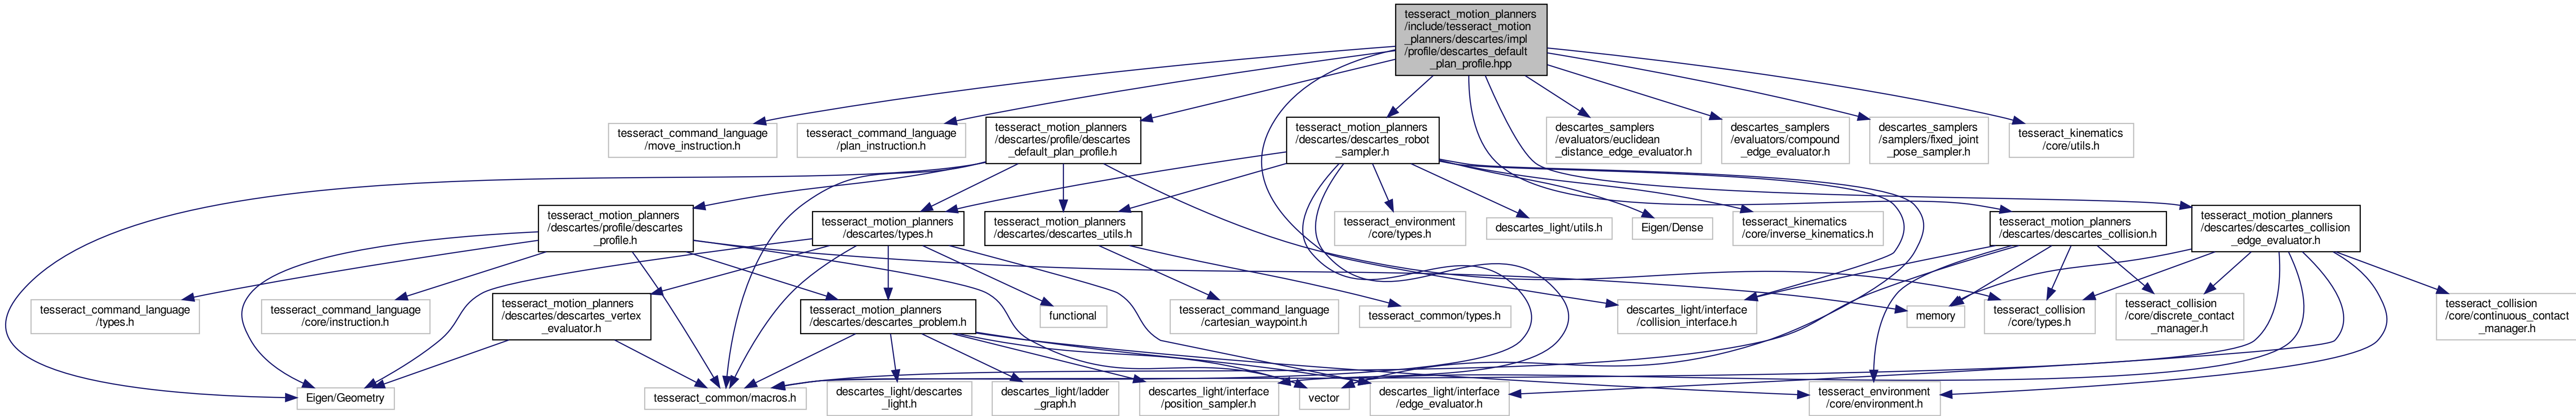 tesseract_motion_planners
/include/tesseract_motion
_planners/descartes/impl
/profile/descartes_default
_plan_profile.hpp
tesseract_command_language
/move_instruction.h
tesseract_command_language
/plan_instruction.h
tesseract_motion_planners
/descartes/profile/descartes
_default_plan_profile.h
tesseract_motion_planners
/descartes/descartes_robot
_sampler.h
descartes_samplers
/evaluators/euclidean
_distance_edge_evaluator.h
descartes_samplers
/evaluators/compound
_edge_evaluator.h
descartes_samplers
/samplers/fixed_joint
_pose_sampler.h
tesseract_kinematics
/core/utils.h
tesseract_motion_planners
/descartes/profile/descartes
_profile.h
tesseract_motion_planners
/descartes/types.h
tesseract_motion_planners
/descartes/descartes_utils.h
tesseract_environment
/core/types.h
descartes_light/utils.h
Eigen/Dense
tesseract_kinematics
/core/inverse_kinematics.h
tesseract_motion_planners
/descartes/descartes_collision.h
tesseract_motion_planners
/descartes/descartes_collision
_edge_evaluator.h
tesseract_command_language
/types.h
tesseract_command_language
/core/instruction.h
tesseract_motion_planners
/descartes/descartes_vertex
_evaluator.h
tesseract_motion_planners
/descartes/descartes_problem.h
functional
tesseract_command_language
/cartesian_waypoint.h
tesseract_common/types.h
descartes_light/interface
/collision_interface.h
memory
tesseract_collision
/core/types.h
tesseract_collision
/core/discrete_contact
_manager.h
tesseract_collision
/core/continuous_contact
_manager.h
Eigen/Geometry
tesseract_common/macros.h
descartes_light/descartes
_light.h
descartes_light/ladder
_graph.h
descartes_light/interface
/position_sampler.h
vector
descartes_light/interface
/edge_evaluator.h
tesseract_environment
/core/environment.h